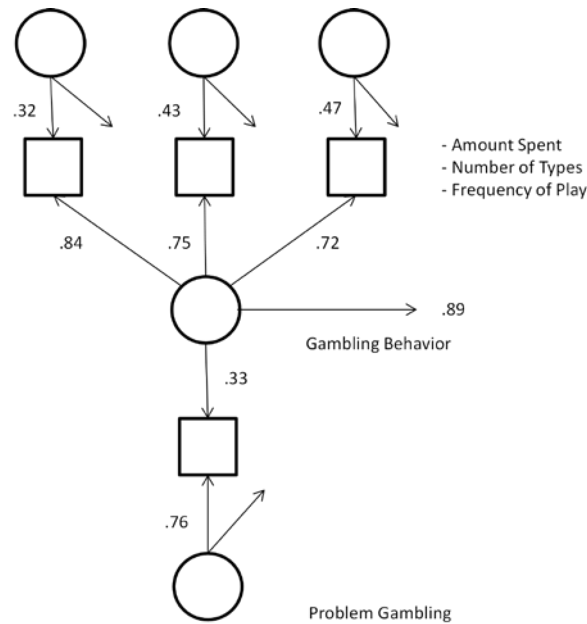 .32
.43
.47
- Amount Spent
- Number of Types
- Frequency of Play
.84
.75
.72
.89
Gambling Behavior
.33
.76
Problem Gambling